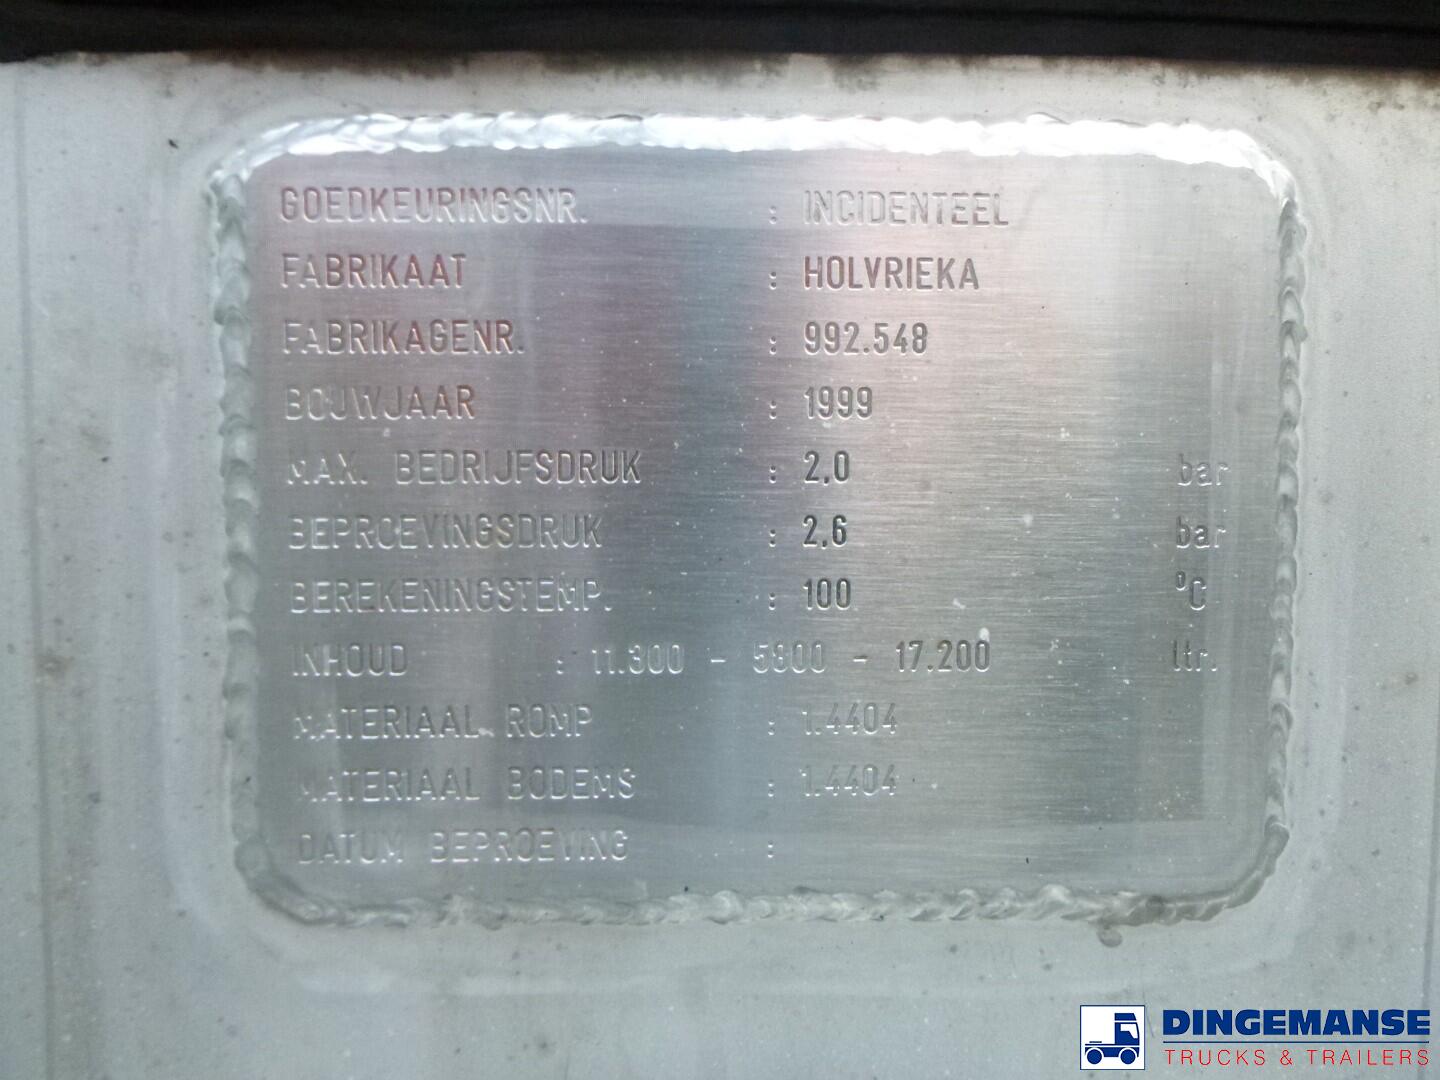 GOEDKEURINGSNR. : INCIDENTEEL
FABRIKAAT : HOLVRIEKA
FABRIKAGENR. : 992.548
BOUWJAAR : 1999
MAX. BEDRIJFSDRUK : 2,0 bar
BEPROEVINGSDRUK : 2,6 bar
BEREKENINGSTEMP. : 100 °C
INHOUD : 11.300 - 5800 - 17.200 ltr.
MATERIAAL ROMP : 1.4404
MATERIAAL BODEMS : 1.4404
DATUM BEPROEVING :
DINGEMANSE
TRUCKS & TRAILERS